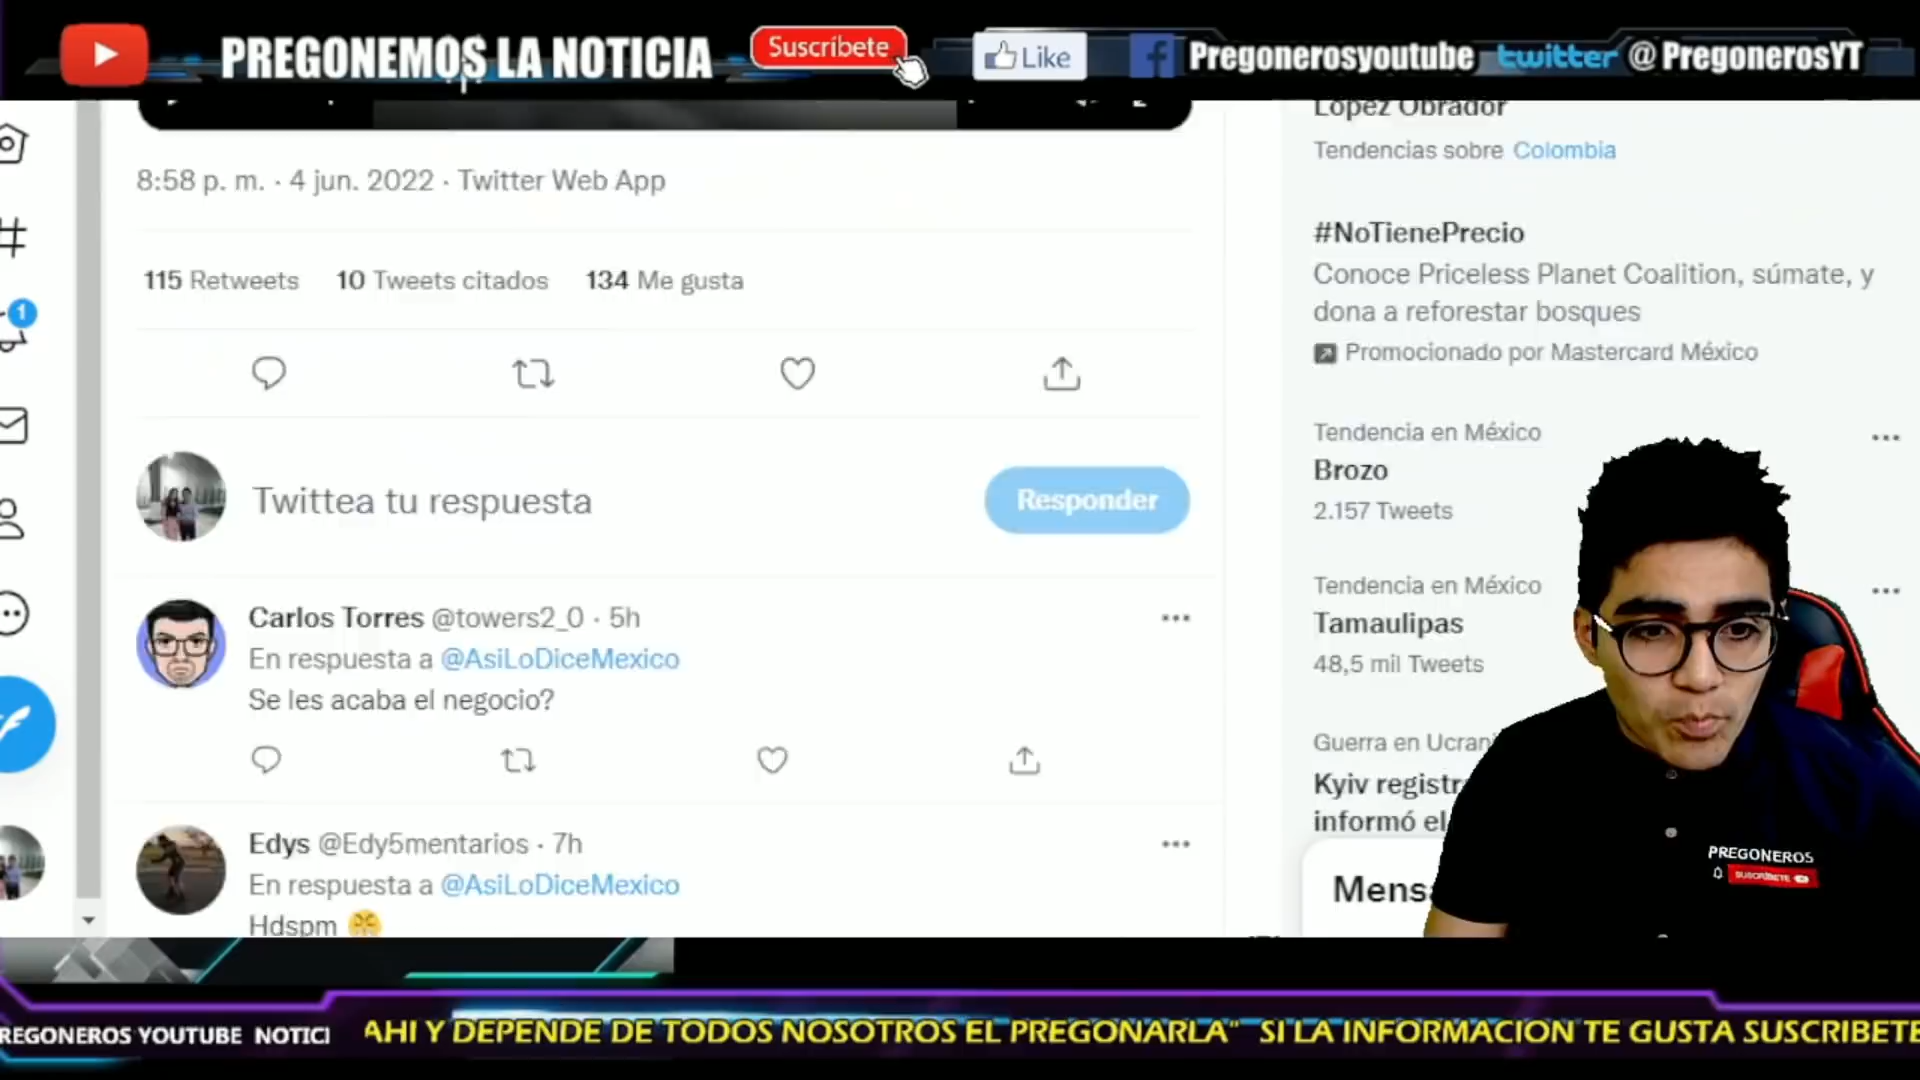 PREGONEMOS LA NOTICIA
Suscríbete
Like
Pregonerosyoutube
twitter @PregonerosYT
López Obrador
Tendencias sobre Colombia
8:58 p. m. · 4 jun. 2022 · Twitter Web App
#NoTienePrecio
Conoce Priceless Planet Coalition, súmate, y
dona a reforestar bosques
Promocionado por Mastercard México
115 Retweets 10 Tweets citados 134 Me gusta
1
Tendencia en México
Brozo
2.157 Tweets
Twittea tu respuesta
Responder
Tendencia en México
Tamaulipas
48,5 mil Tweets
Carlos Torres @towers2_0 · 5h
En respuesta a @AsiLoDiceMexico
Se les acaba el negocio?
Guerra en Ucrani
Kyiv registr
informó el
Edys @Edy5mentarios · 7h
En respuesta a @AsiLoDiceMexico
Hdspm
Mens
PREGONEROS
SUSCRIBETE
REGONEROS YOUTUBE NOTICI
AHI Y DEPENDE DE TODOS NOSOTROS EL PREGONARLA" SI LA INFORMACION TE GUSTA SUSCRIBETE